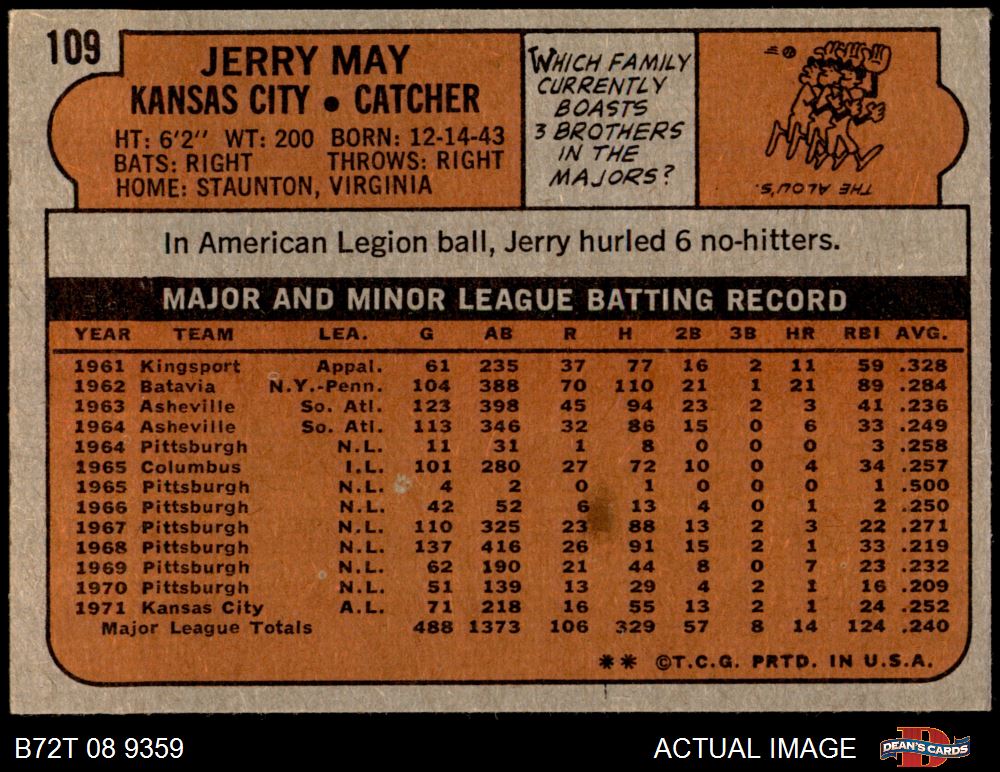 109
JERRY MAY
KANSAS CITY • CATCHER
HT: 6'2" WT: 200 BORN: 12-14-43
BATS: RIGHT THROWS: RIGHT
HOME: STAUNTON, VIRGINIA
WHICH FAMILY
CURRENTLY
BOASTS
3 BROTHERS
IN THE
MAJORS?
THE ALOU'S.
In American Legion ball, Jerry hurled 6 no-hitters.
MAJOR AND MINOR LEAGUE BATTING RECORD
YEAR TEAM LEA. G AB R H 2B 3B HR RBI AVG.
1961 Kingsport Appal. 61 235 37 77 16 2 11 59 .328
1962 Batavia N.Y.-Penn. 104 388 70 110 21 1 21 89 .284
1963 Asheville So. Atl. 123 398 45 94 23 2 3 41 .236
1964 Asheville So. Atl. 113 346 32 86 15 0 6 33 .249
1964 Pittsburgh N.L. 11 31 1 8 0 0 0 3 .258
1965 Columbus I.L. 101 280 27 72 10 0 4 34 .257
1965 Pittsburgh N.L. 4 2 0 1 0 0 0 1 .500
1966 Pittsburgh N.L. 42 52 6 13 4 0 1 2 .250
1967 Pittsburgh N.L. 110 325 23 88 13 2 3 22 .271
1968 Pittsburgh N.L. 137 416 26 91 15 2 1 33 .219
1969 Pittsburgh N.L. 62 190 21 44 8 0 7 23 .232
1970 Pittsburgh N.L. 51 139 13 29 4 2 1 16 .209
1971 Kansas City A.L. 71 218 16 55 13 2 1 24 .252
Major League Totals 488 1373 106 329 57 8 14 124 .240
** ©T.C.G. PRTD. IN U.S.A.
B72T 08 9359 ACTUAL IMAGE DEAN'S CARDS